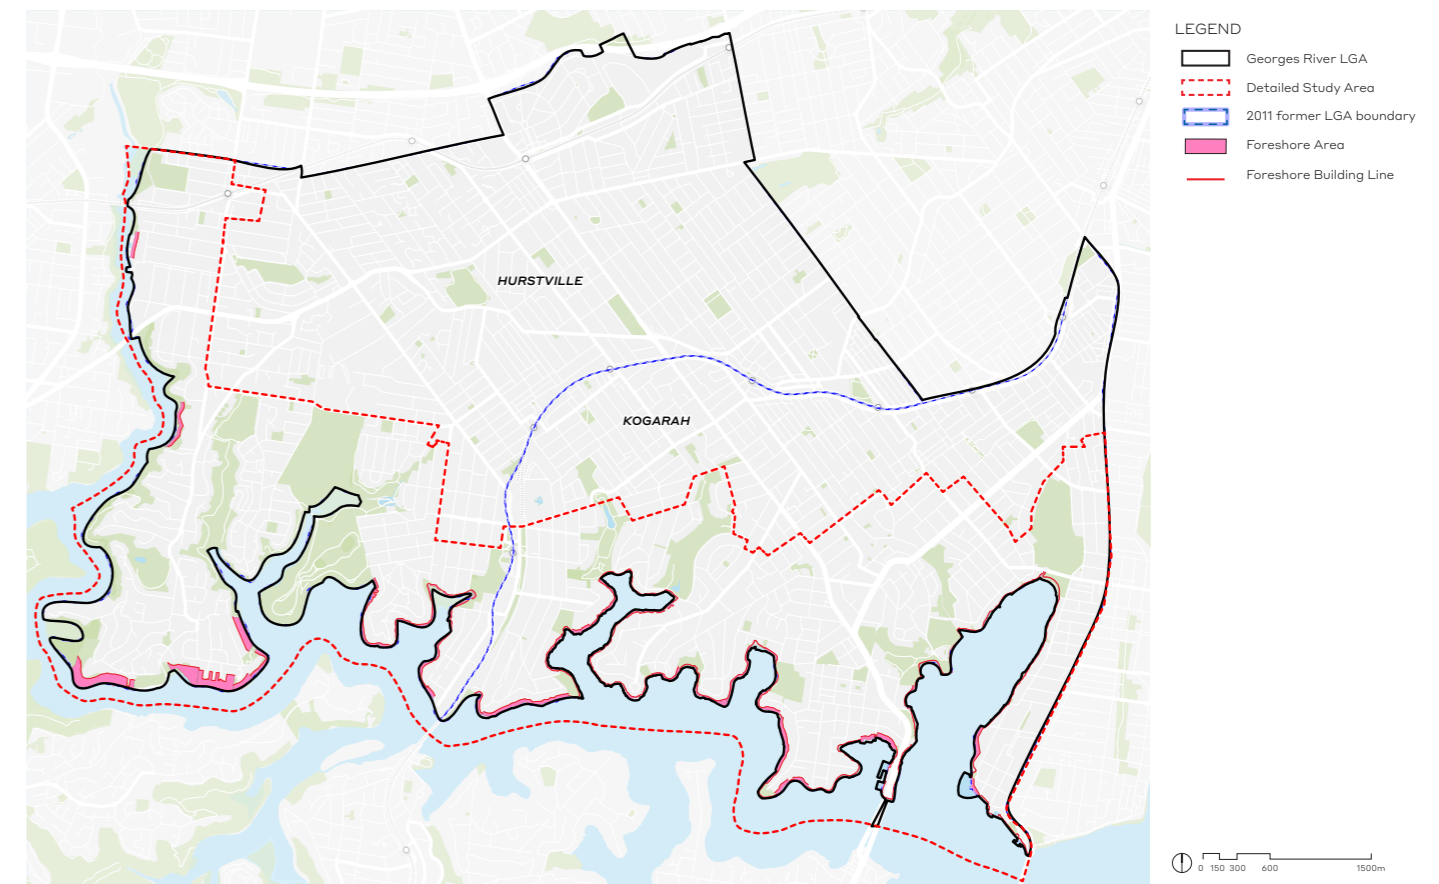 LEGEND
Georges River LGA
Detailed Study Area
2011 former LGA boundary
Foreshore Area
Foreshore Building Line
HURSTVILLE
KOGARAH
0 150 300 600 1500m